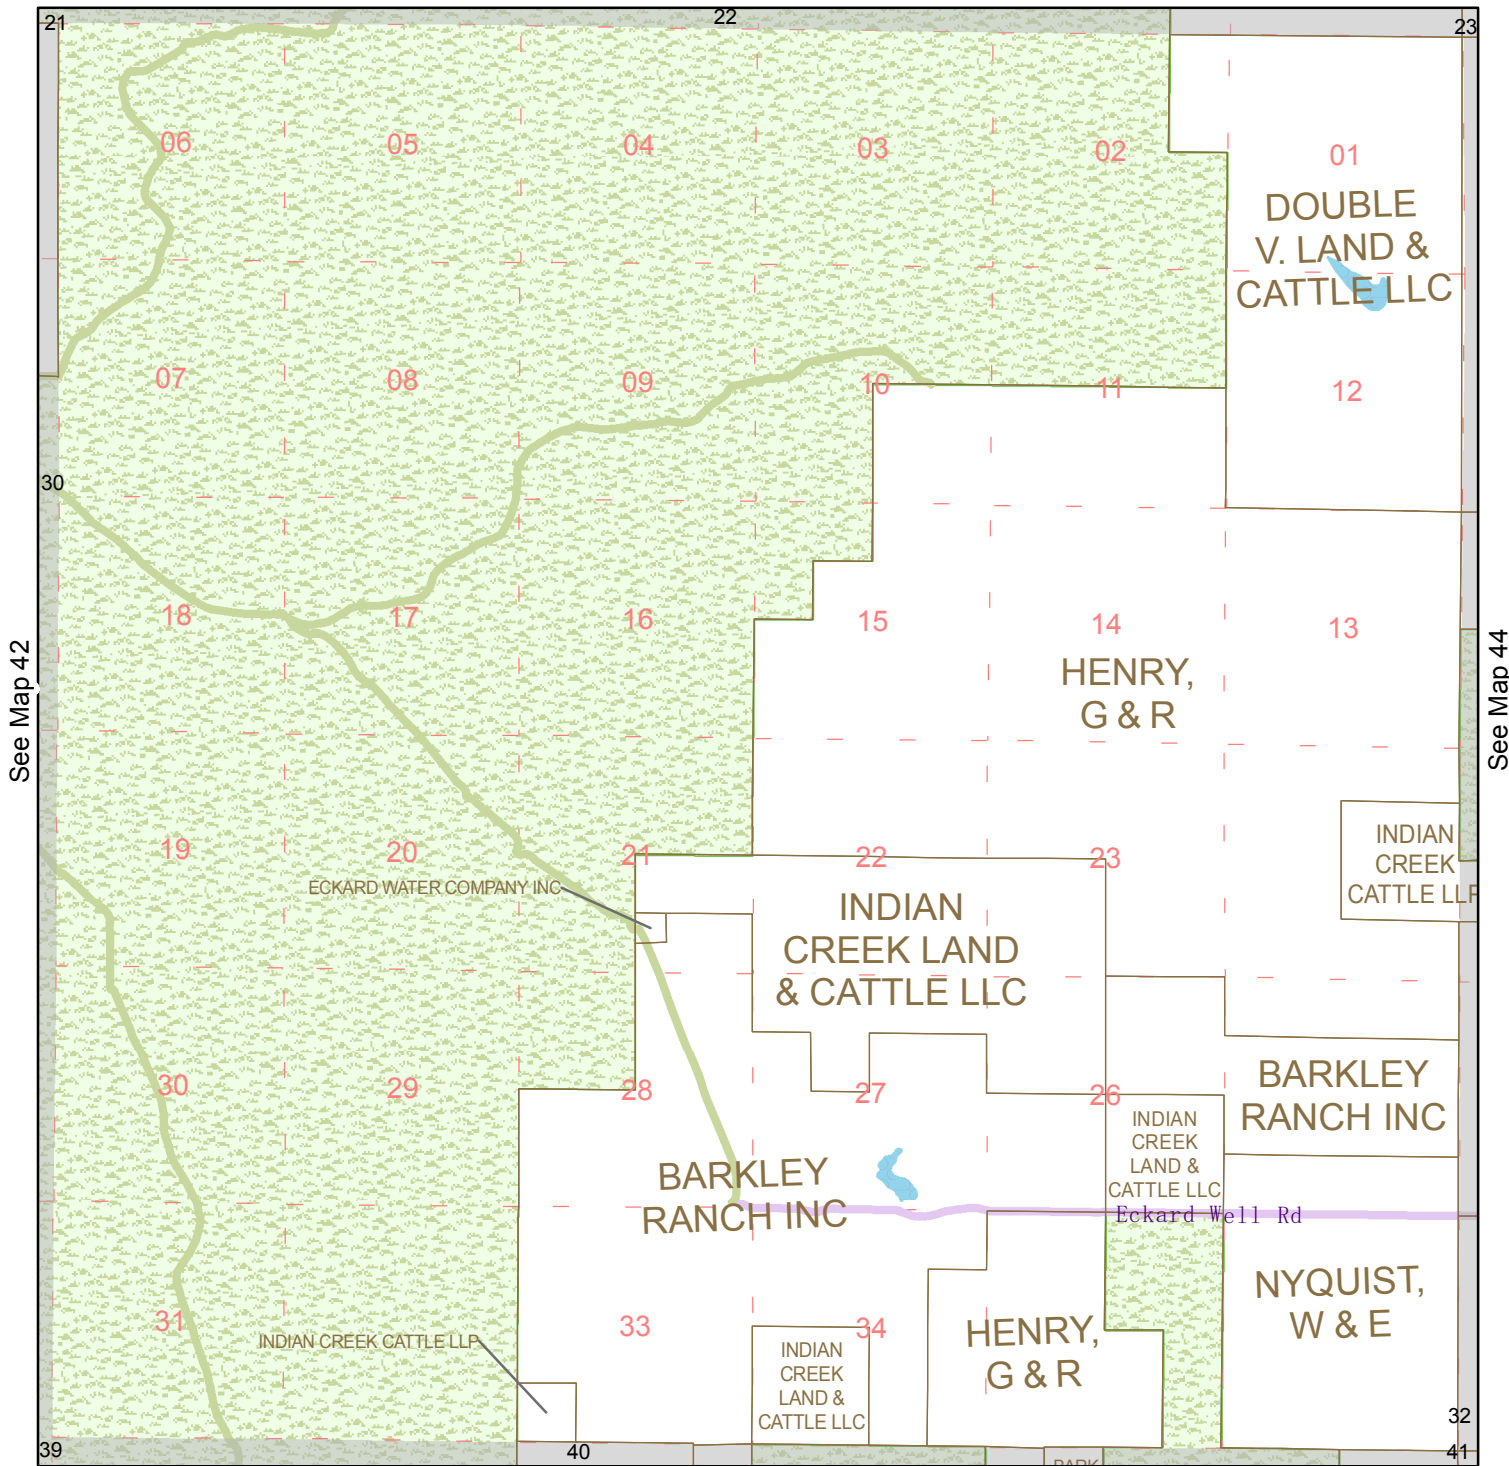 21
22
23
06
05
04
03
02
01
DOUBLE
V. LAND &
CATTLE LLC
07
08
09
10
11
12
30
18
17
16
15
14
13
See Map 42
See Map 44
HENRY,
G & R
19
20
21
22
23
INDIAN
CREEK
CATTLE LLP
ECKARD WATER COMPANY INC
INDIAN
CREEK LAND
& CATTLE LLC
30
29
28
27
26
BARKLEY
RANCH INC
INDIAN
CREEK
LAND &
CATTLE LLC
BARKLEY
RANCH INC
Eckard Well Rd
NYQUIST,
W & E
31
33
34
INDIAN CREEK CATTLE LLP
INDIAN
CREEK
LAND &
CATTLE LLC
HENRY,
G & R
32
39
40
41
PARK